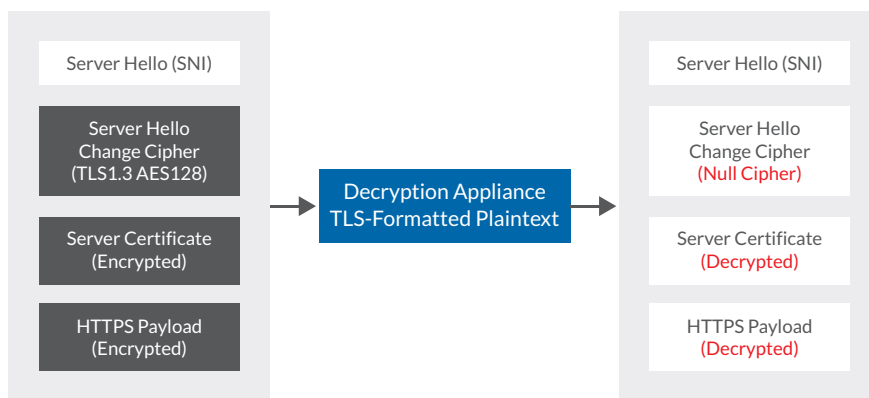 Server Hello (SNI)
Server Hello
Change Cipher
(TLS1.3 AES128)
Server Certificate
(Encrypted)
HTTPS Payload
(Encrypted)
Decryption Appliance
TLS-Formatted Plaintext
Server Hello (SNI)
Server Hello
Change Cipher
(Null Cipher)
Server Certificate
(Decrypted)
HTTPS Payload
(Decrypted)